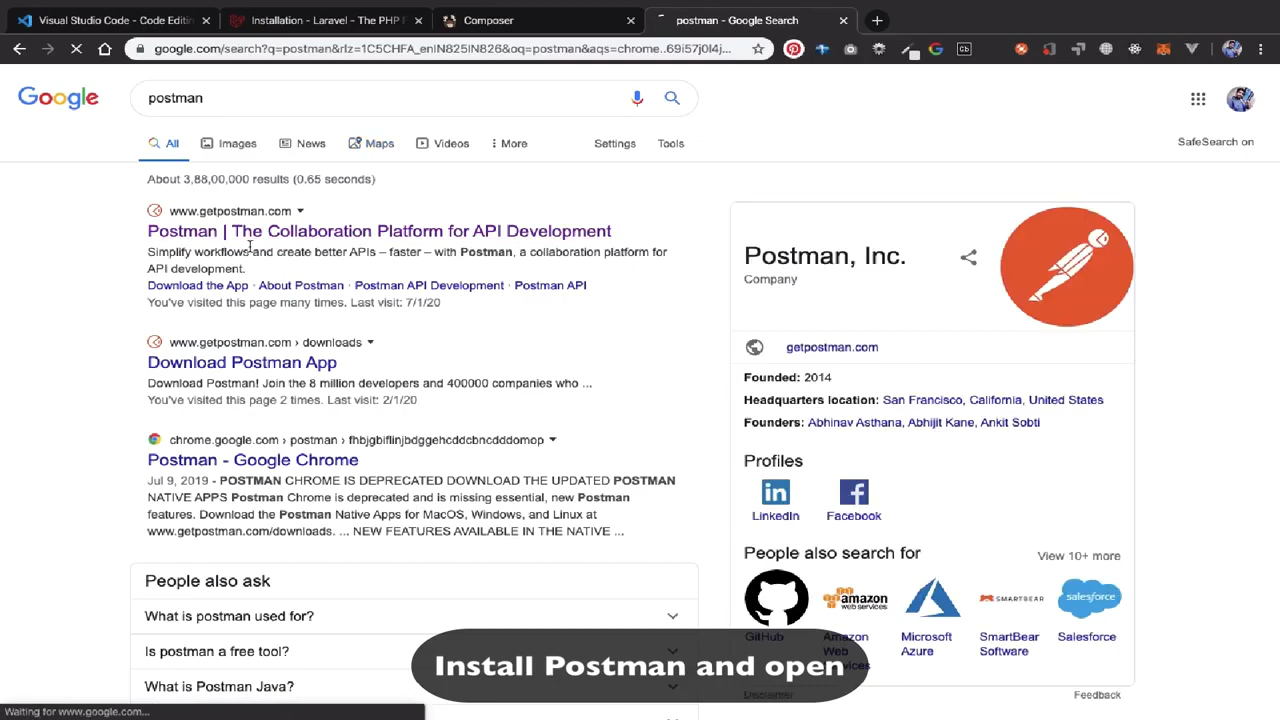 Visual Studio Code - Code Editin
Installation - Laravel - The PHP F
Composer
postman - Google Search
google.com/search?q=postman&rlz=1C5CHFA_enIN825IN826&oq=postman&aqs=chrome..69i57j0l4j...
Gb
Google
postman
All
Images
News
Maps
Videos
More
Settings
Tools
SafeSearch on
About 3,88,00,000 results (0.65 seconds)
www.getpostman.com
Postman | The Collaboration Platform for API Development
Simplify workflows and create better APIs – faster – with Postman, a collaboration platform for
API development.
Download the App · About Postman · Postman API Development · Postman API
You've visited this page many times. Last visit: 7/1/20
www.getpostman.com › downloads
Download Postman App
Download Postman! Join the 8 million developers and 400000 companies who ...
You've visited this page 2 times. Last visit: 2/1/20
chrome.google.com › postman › fhbjgbiflinjbdggehcddcbncdddomop
Postman - Google Chrome
Jul 9, 2019 - POSTMAN CHROME IS DEPRECATED DOWNLOAD THE UPDATED POSTMAN
NATIVE APPS Postman Chrome is deprecated and is missing essential, new Postman
features. Download the Postman Native Apps for MacOS, Windows, and Linux at
www.getpostman.com/downloads. ... NEW FEATURES AVAILABLE IN THE NATIVE ...
People also ask
What is postman used for?
Is postman a free tool?
What is Postman Java?
Postman, Inc.
Company
getpostman.com
Founded: 2014
Headquarters location: San Francisco, California, United States
Founders: Abhinav Asthana, Abhijit Kane, Ankit Sobti
Profiles
LinkedIn
Facebook
People also search for
View 10+ more
amazon
web services
SMARTBEAR
salesforce
GitHub
Amazon
Web
Services
Microsoft
Azure
SmartBear
Software
Salesforce
Disclaimer
Feedback
Install Postman and open
Waiting for www.google.com...